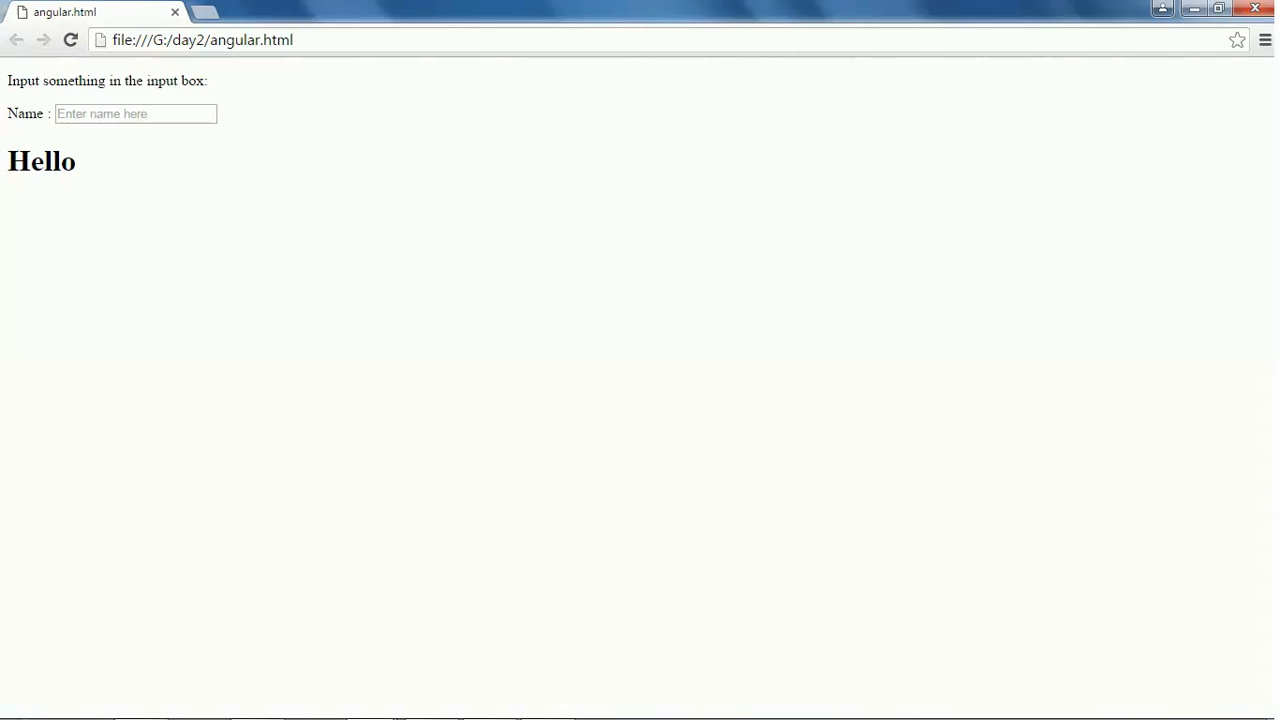 angular.html
file:///G:/day2/angular.html
Input something in the input box:
Name : Enter name here
Hello